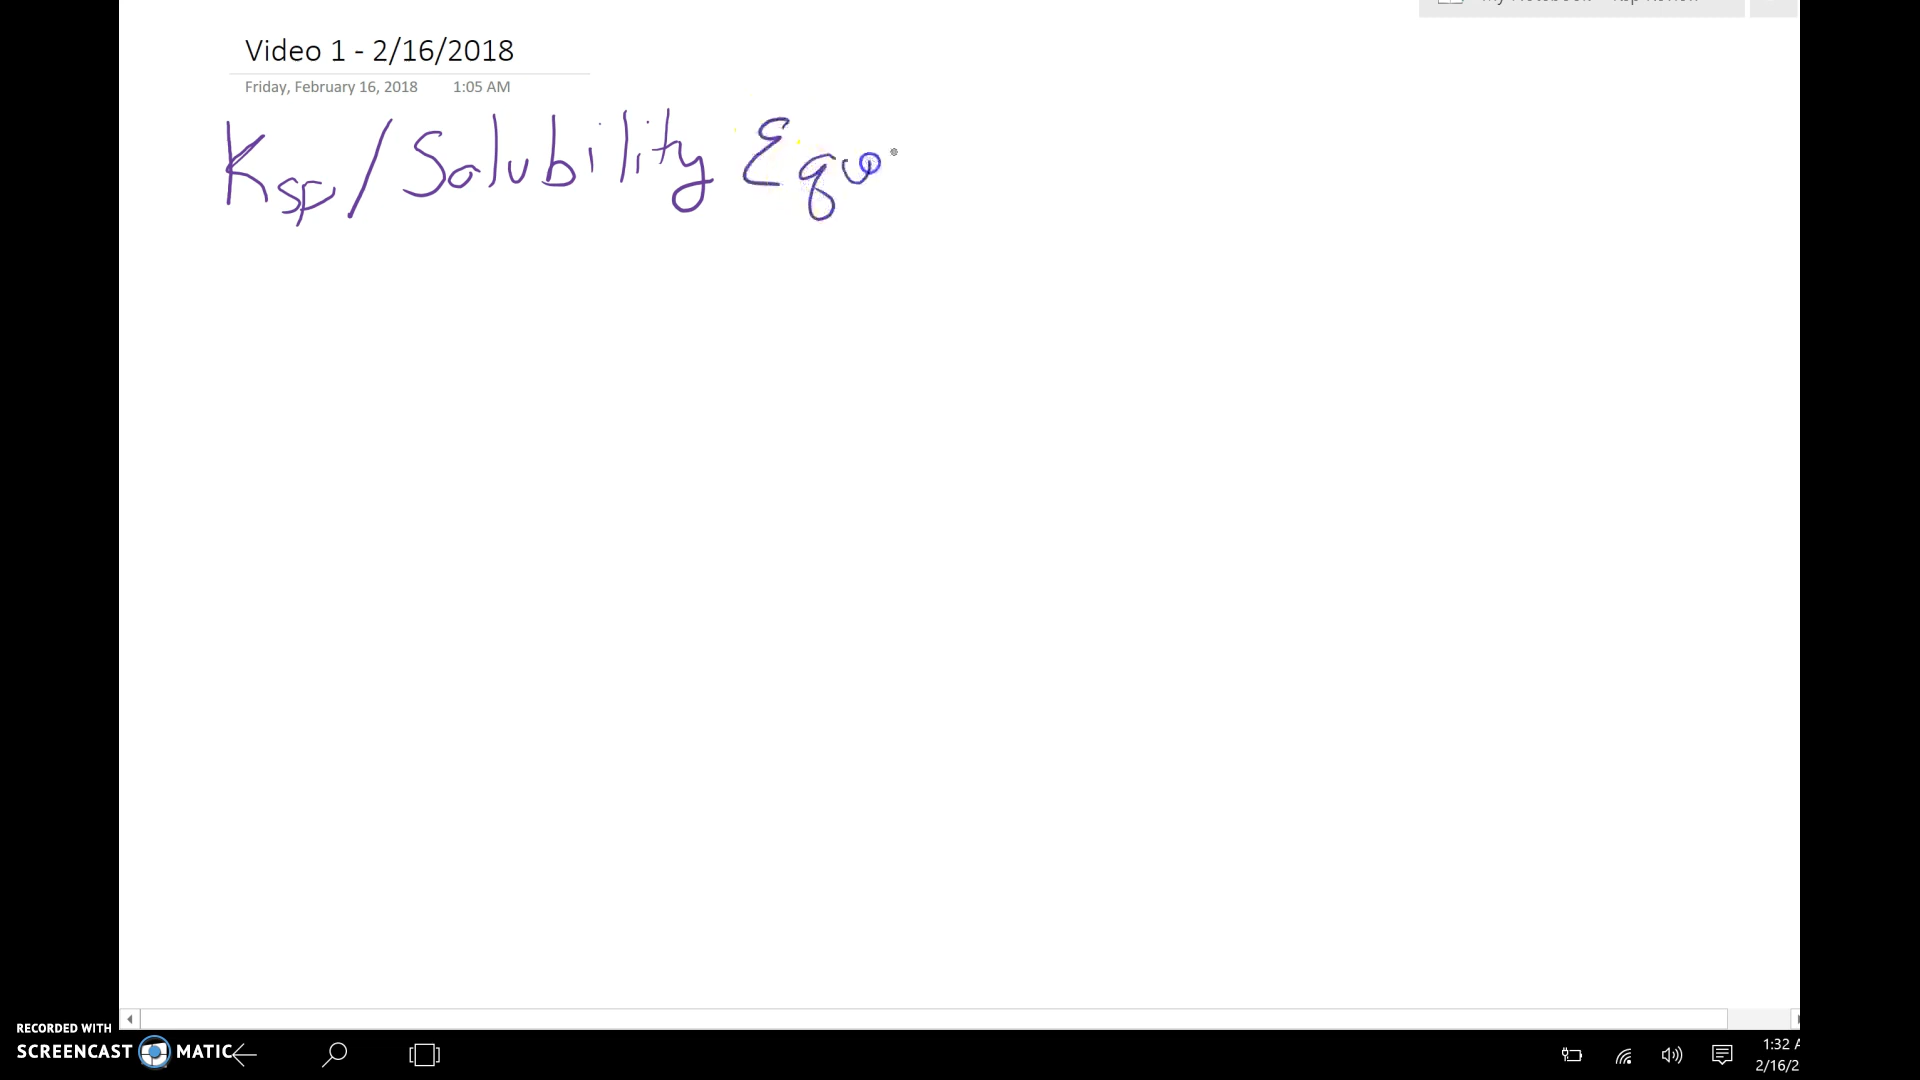 Video 1 - 2/16/2018
Friday, February 16, 2018 1:05 AM
Ksp/Solubility Equ
RECORDED WITH
SCREENCAST MATIC
1:32 A
2/16/2